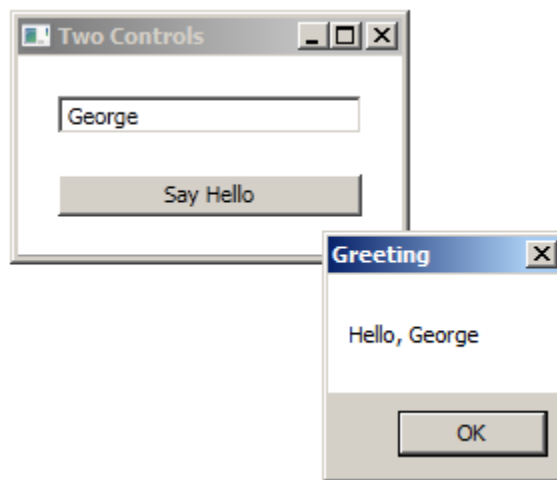 Two Controls
George
Say Hello
Greeting
Hello, George
OK